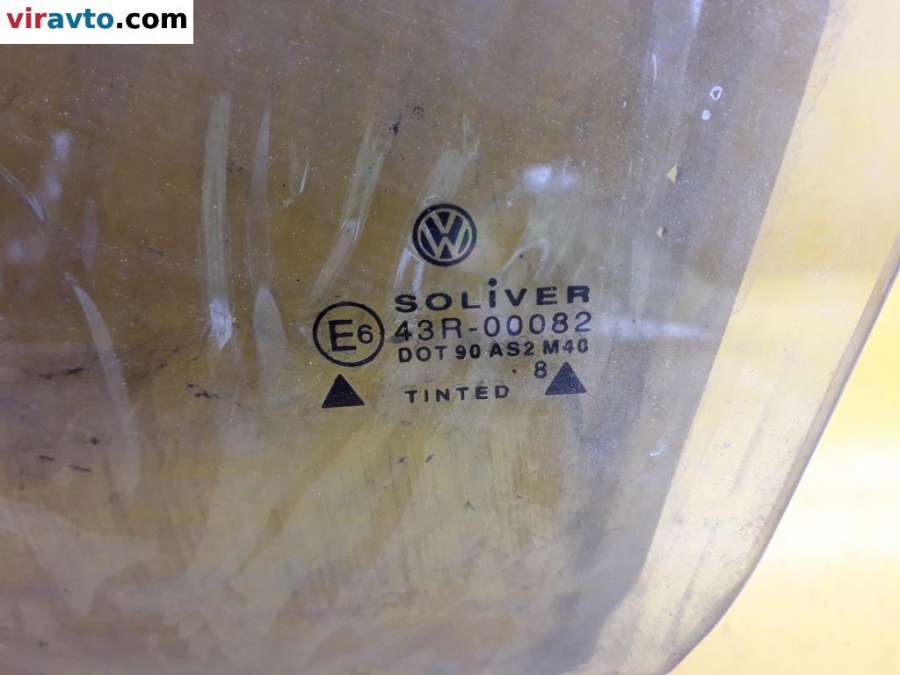 viravto.com
SOLiVER
E6 43R-00082
DOT 90 AS2 M40
. 8
TINTED